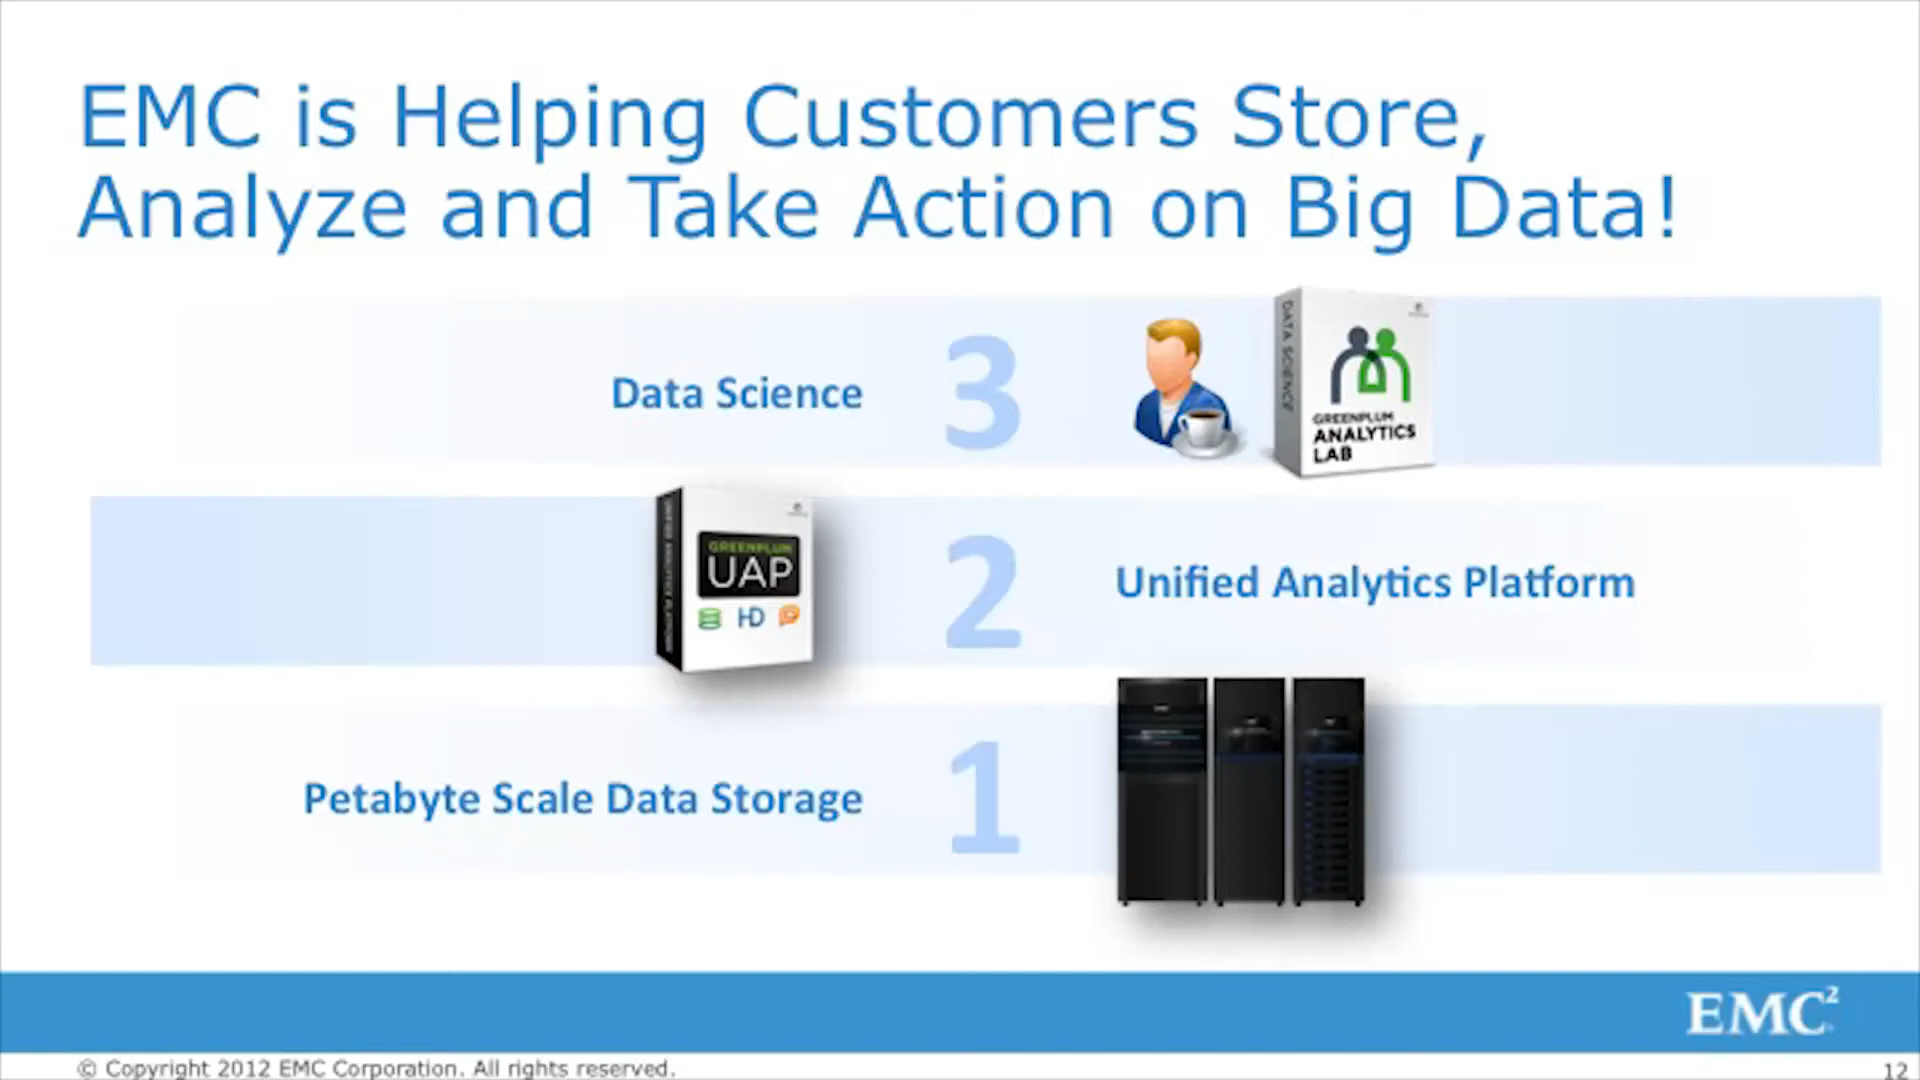 EMC is Helping Customers Store,
Analyze and Take Action on Big Data!
Data Science
3
DATA SCIENCE
GREENPLUM
ANALYTICS
LAB
GREENPLUM
UAP
HD
2
Unified Analytics Platform
Petabyte Scale Data Storage
1
EMC²
© Copyright 2012 EMC Corporation. All rights reserved.
12